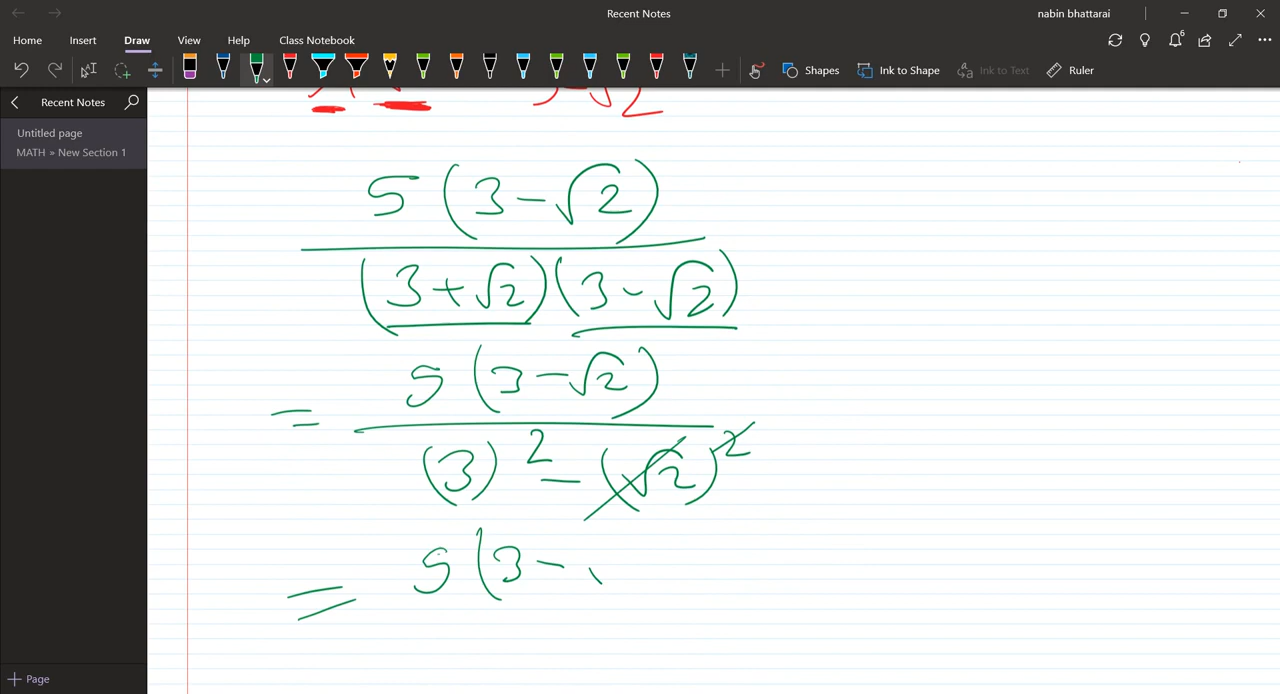 Recent Notes
nabin bhattarai
Home Insert Draw View Help Class Notebook
6
Shapes Ink to Shape Ink to Text Ruler
Recent Notes
Untitled page
MATH » New Section 1
√2
5 (3 - √2)
(3 + √2) (3 - √2)
5 (3 - √2)
=
(3)² - (√2)²
= 5 (3 -
Page